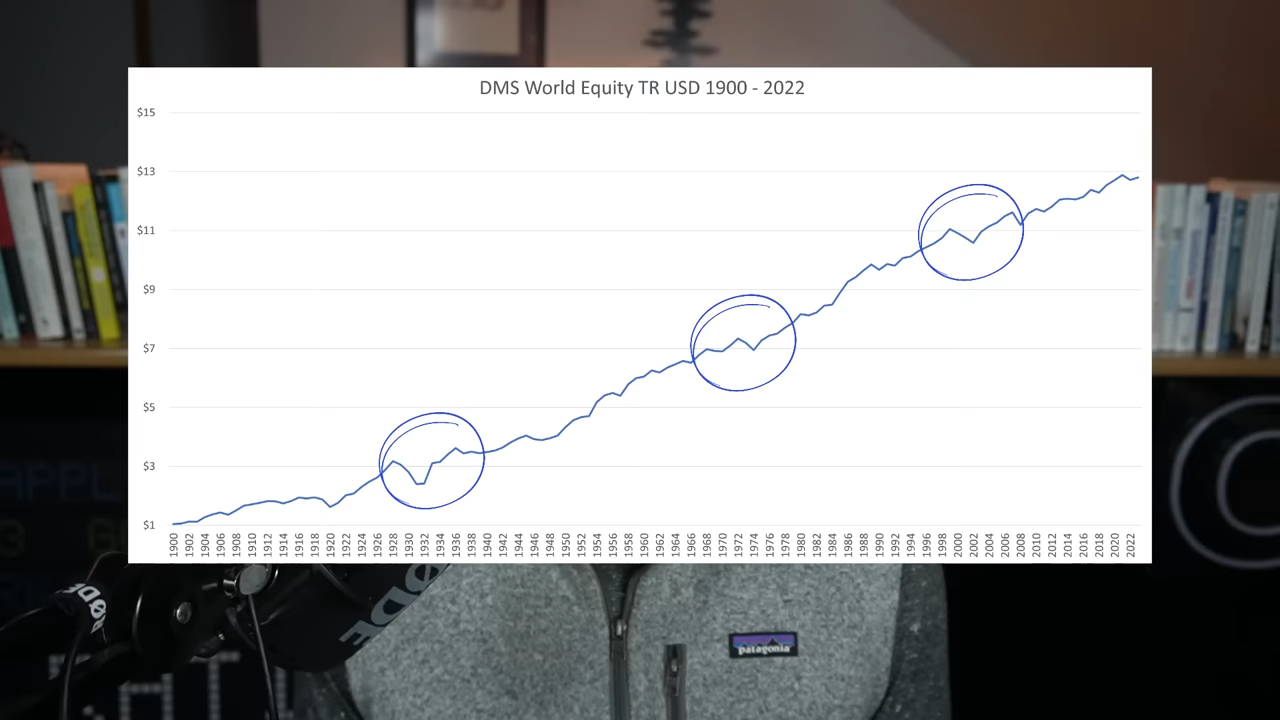 DMS World Equity TR USD 1900 - 2022
$15
$13
$11
$9
$7
$5
$3
$1
1900 1902 1904 1906 1908 1910 1912 1914 1916 1918 1920 1922 1924 1926 1928 1930 1932 1934 1936 1938 1940 1942 1944 1946 1948 1950 1952 1954 1956 1958 1960 1962 1964 1966 1968 1970 1972 1974 1976 1978 1980 1982 1984 1986 1988 1990 1992 1994 1996 1998 2000 2002 2004 2006 2008 2010 2012 2014 2016 2018 2020 2022
APPL
3
G
RØDE
RØDE
patagonia